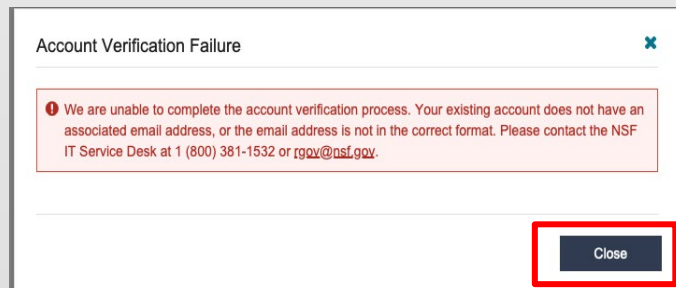 Account Verification Failure
We are unable to complete the account verification process. Your existing account does not have an
associated email address, or the email address is not in the correct format. Please contact the NSF
IT Service Desk at 1 (800) 381-1532 or rgov@nsf.gov.
Close